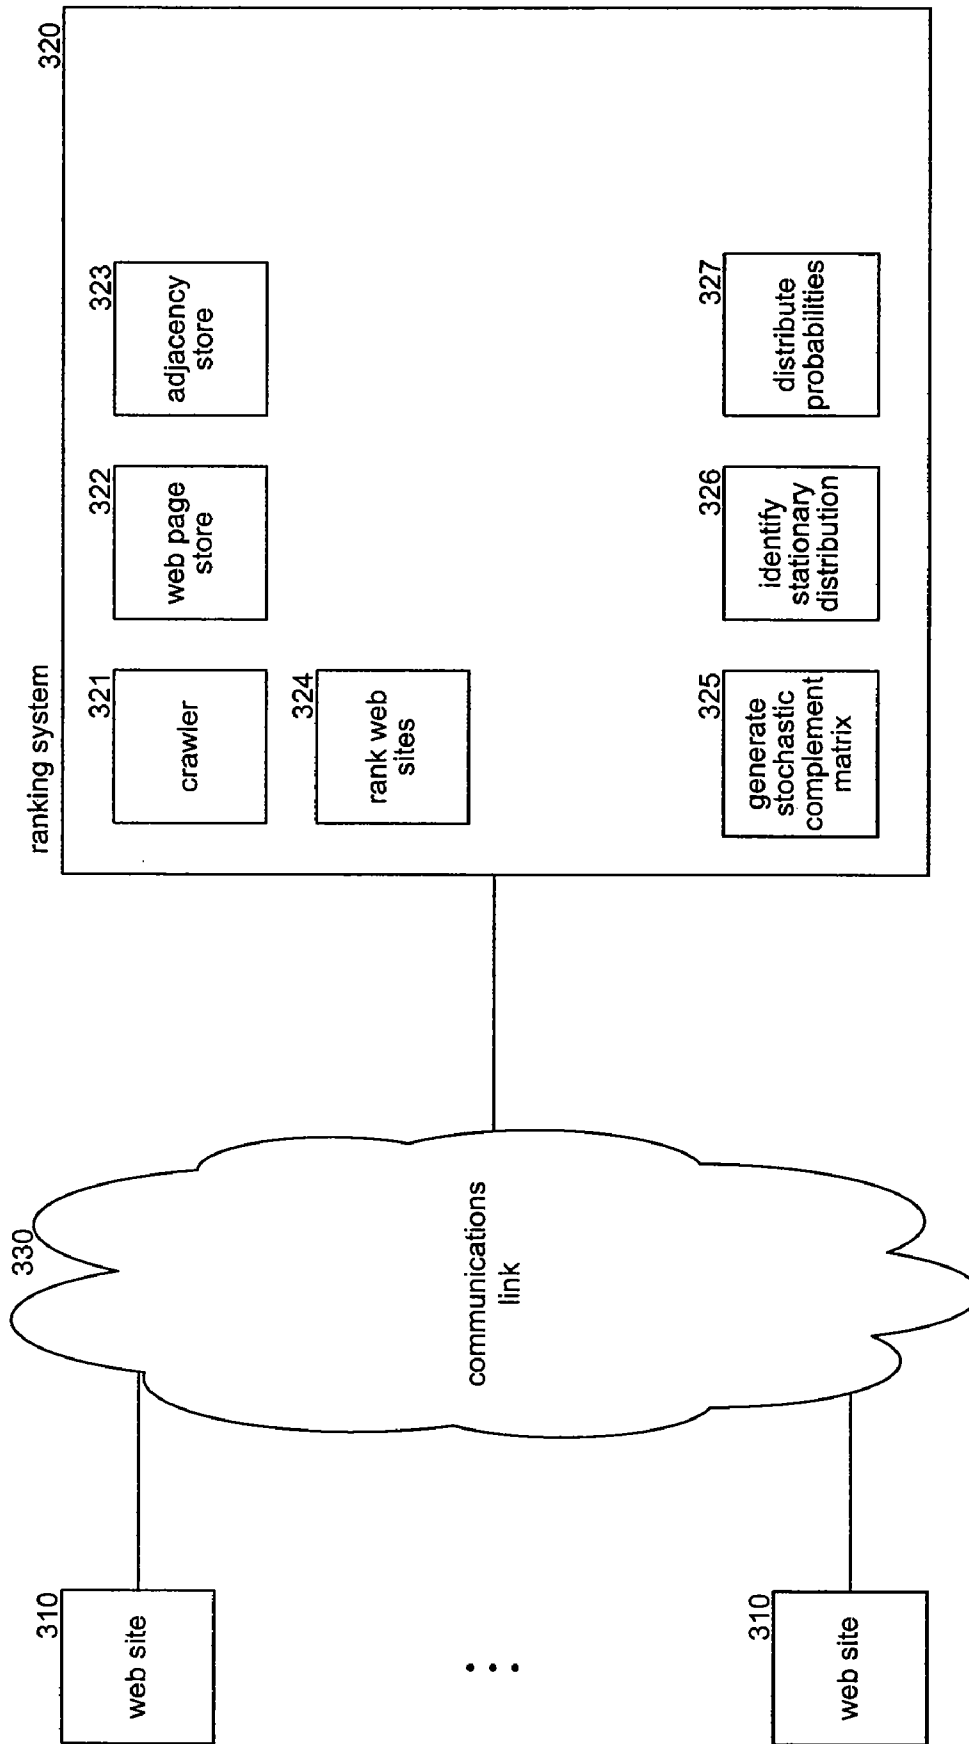 310
web site
...
310
web site
330
communications
link
ranking system
320
321
crawler
322
web page
store
323
adjacency
store
324
rank web
sites
325
generate
stochastic
complement
matrix
326
identify
stationary
distribution
327
distribute
probabilities